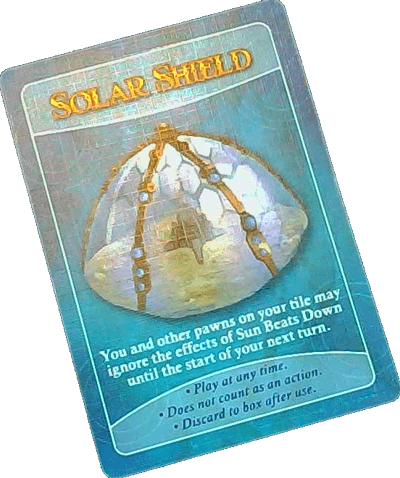 SOLAR SHIELD
You and other pawns on your tile may
ignore the effects of Sun Beats Down
until the start of your next turn.
• Play at any time.
• Does not count as an action.
• Discard to box after use.